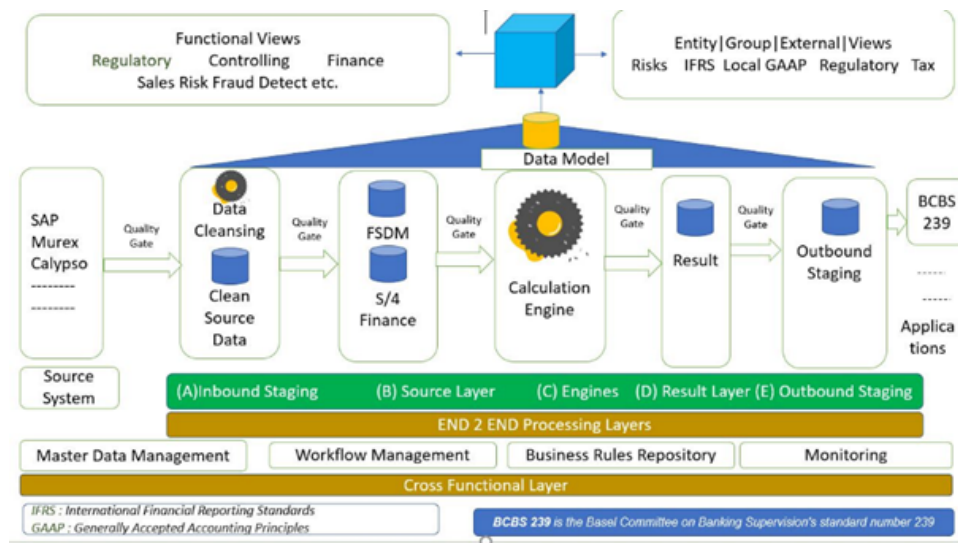 Functional Views
Regulatory Controlling Finance
Sales Risk Fraud Detect etc.
Entity|Group|External|Views
Risks IFRS Local GAAP Regulatory Tax
Data Model
SAP
Murex
Calypso
--------
--------
Quality
Gate
Data
Cleansing
Clean
Source
Data
Quality
Gate
FSDM
S/4
Finance
Quality
Gate
Calculation
Engine
Quality
Gate
Result
Quality
Gate
Outbound
Staging
BCBS
239
-----
-----
Applica
tions
Source
System
(A)Inbound Staging (B) Source Layer (C) Engines (D) Result Layer (E) Outbound Staging
END 2 END Processing Layers
Master Data Management Workflow Management Business Rules Repository Monitoring
Cross Functional Layer
IFRS : International Financial Reporting Standards
GAAP : Generally Accepted Accounting Principles
BCBS 239 is the Basel Committee on Banking Supervision's standard number 239